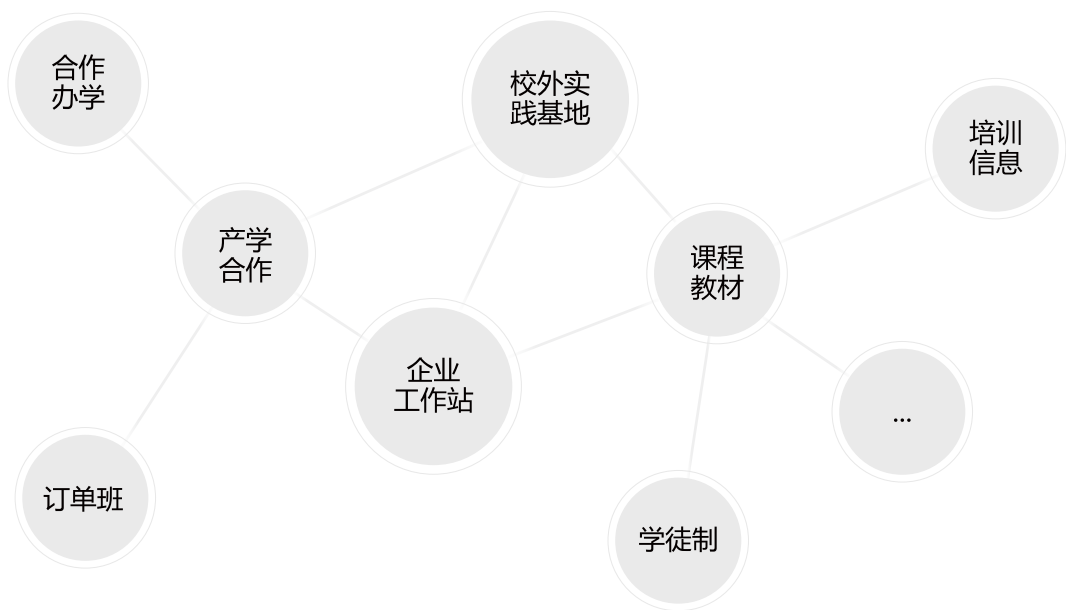 合作
办学
校外实
践基地
培训
信息
产学
合作
课程
教材
企业
工作站
...
订单班
学徒制